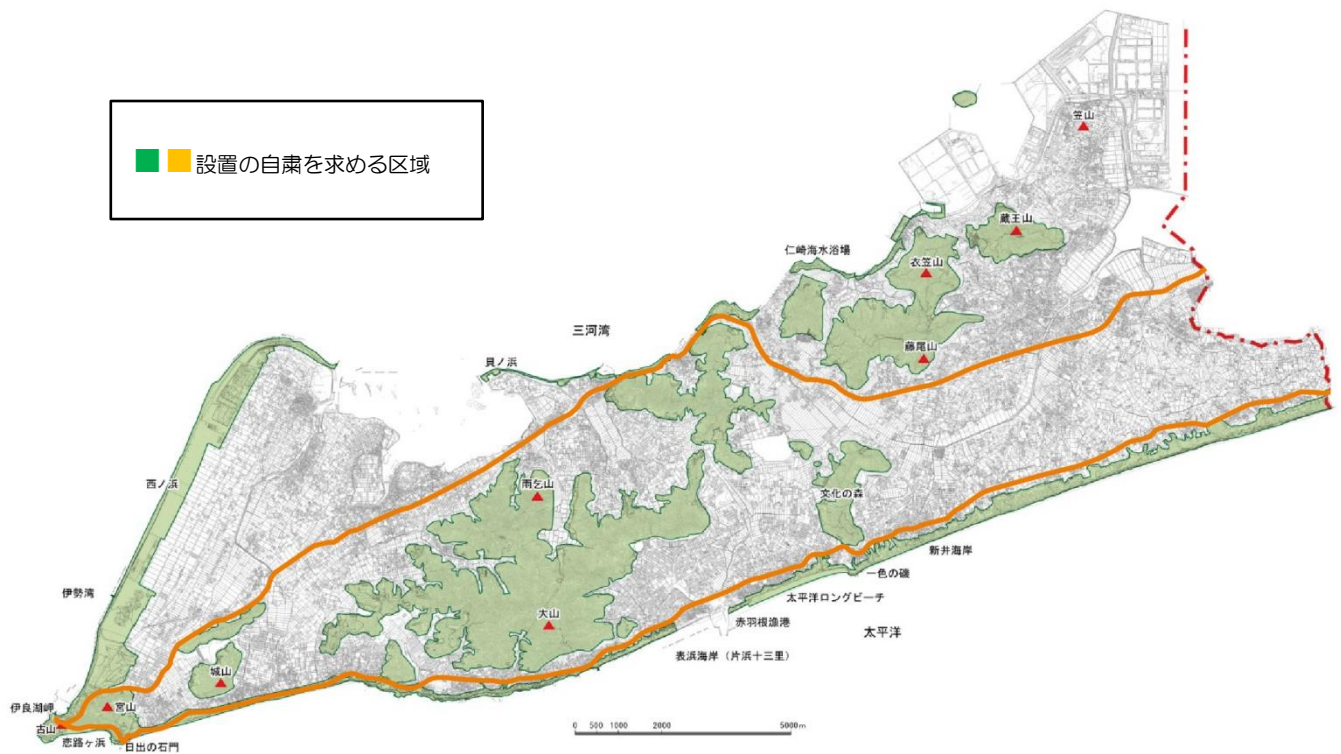 設置の自粛を求める区域
笠山
蔵王山
仁崎海水浴場
衣笠山
三河湾
藤尾山
貝ノ浜
雨乞山
西ノ浜
文化の森
新井海岸
一色の磯
伊勢湾
太平洋ロングビーチ
大山
赤羽根漁港
太平洋
表浜海岸(片浜十三里)
城山
伊良湖岬
宮山
古山
恋路ヶ浜
日出の石門
0 500 1000 2000 5000m